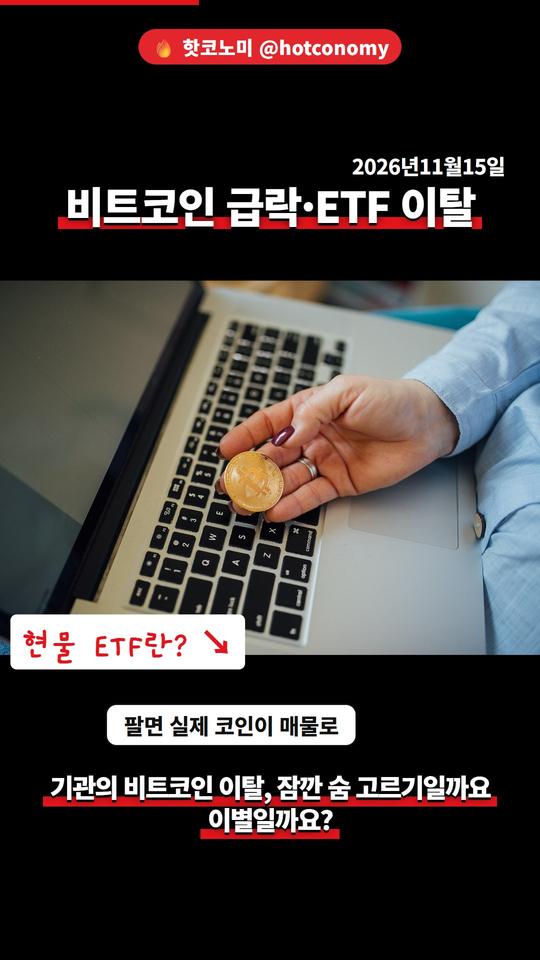 핫코노미 @hotconomy
2026년11월15일
비트코인 급락·ETF 이탈
현물 ETF란? ↘
팔면 실제 코인이 매물로
기관의 비트코인 이탈, 잠깐 숨 고르기일까요
이별일까요?